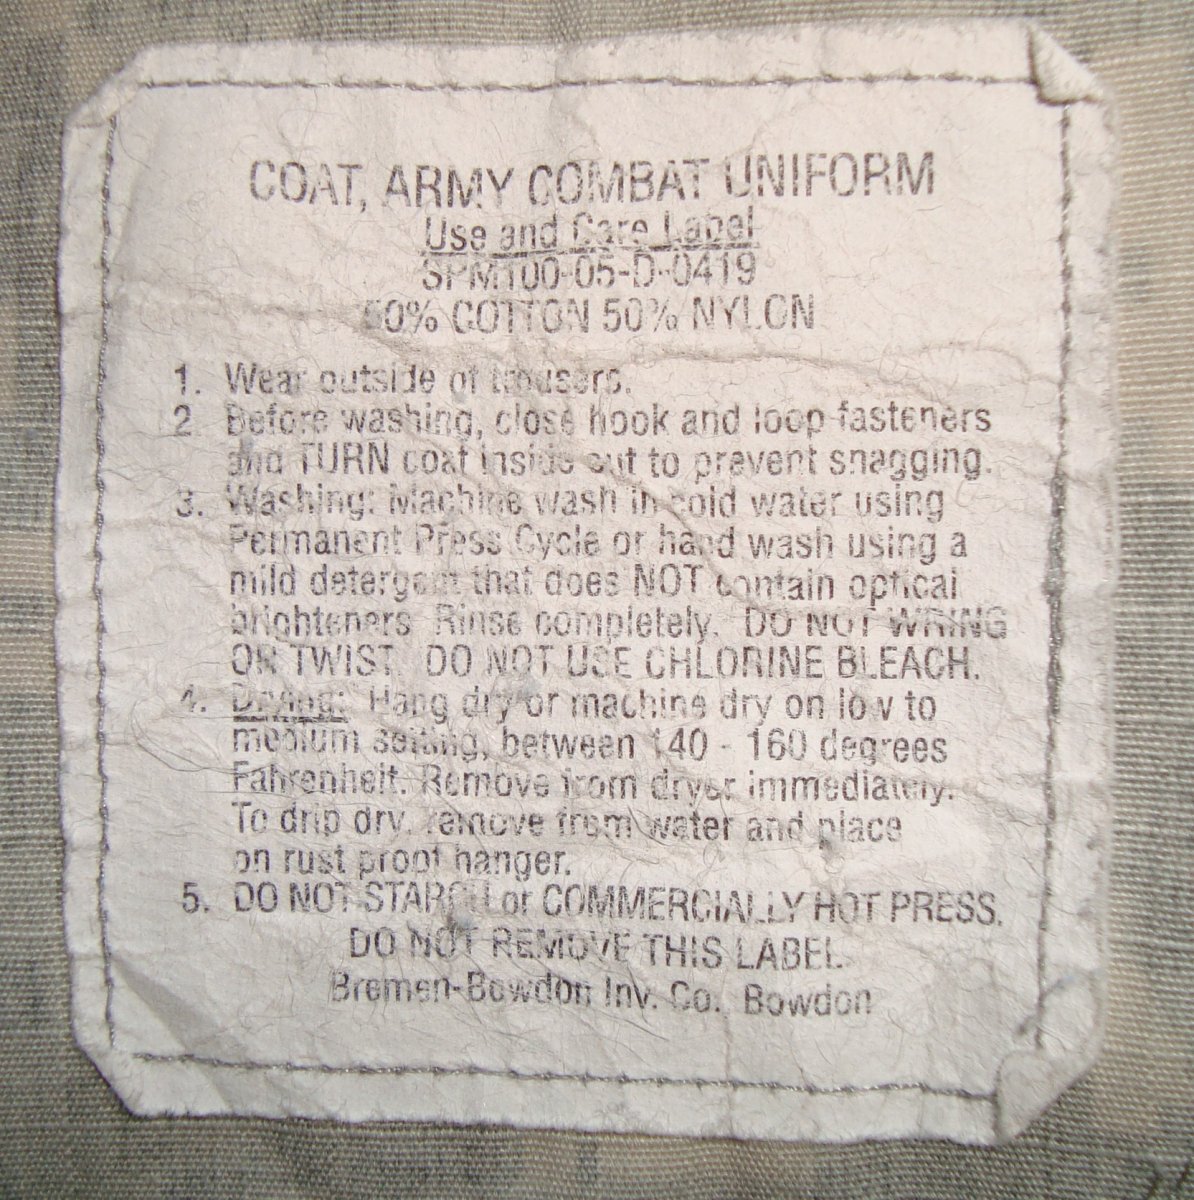 COAT, ARMY COMBAT UNIFORM
Use and Care Label
SPM100-05-D-0419
50% COTTON 50% NYLON
1. Wear outside of trousers.
2. Before washing, close hook and loop fasteners
and TURN coat inside out to prevent snagging.
3. Washing: Machine wash in cold water using
Permanent Press Cycle or hand wash using a
mild detergent that does NOT contain optical
brighteners. Rinse completely. DO NOT WRING
OR TWIST. DO NOT USE CHLORINE BLEACH.
4. Drying: Hang dry or machine dry on low to
medium setting, between 140 - 160 degrees
Fahrenheit. Remove from dryer immediately.
To drip dry, remove from water and place
on rust proof hanger.
5. DO NOT STARCH or COMMERCIALLY HOT PRESS.
DO NOT REMOVE THIS LABEL.
Bremen-Bowdon Inv. Co., Bowdon